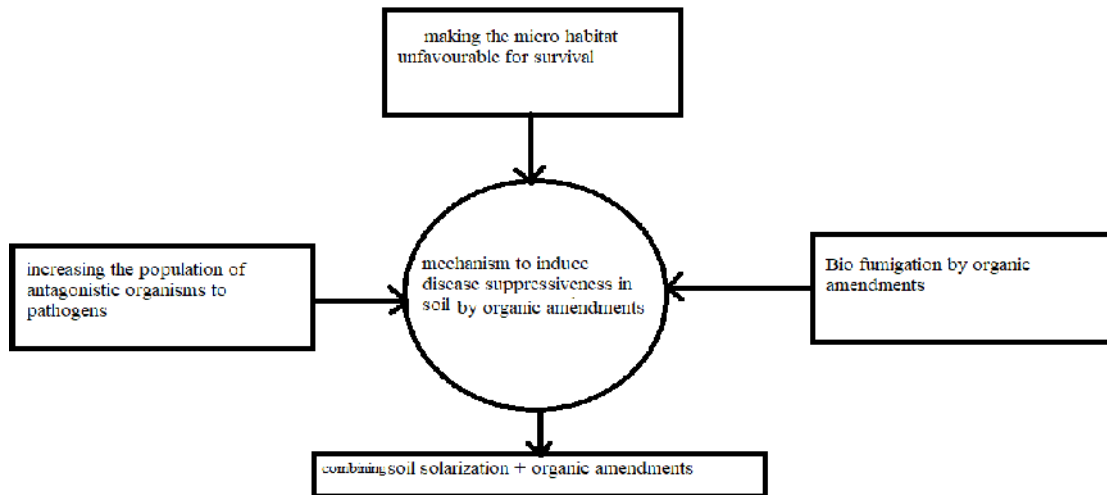 making the micro habitat
unfavourable for survival
increasing the population of
antagonistic organisms to
pathogens
mechanism to induce
disease suppressiveness in
soil by organic amendments
Bio fumigation by organic
amendments
combining soil solarization + organic amendments